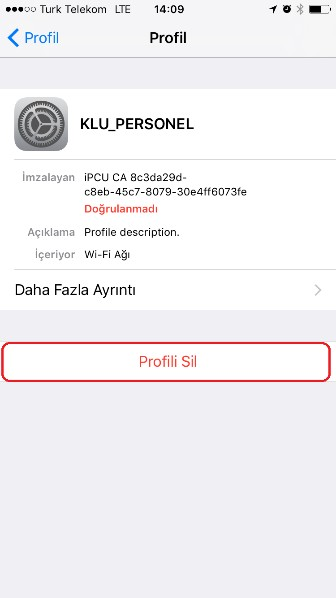 Turk Telekom LTE 14:09
Profil Profil
KLU_PERSONEL
İmzalayan iPCU CA 8c3da29d-
c8eb-45c7-8079-30e4ff6073fe
Doğrulanmadı
Açıklama Profile description.
İçeriyor Wi-Fi Ağı
Daha Fazla Ayrıntı
Profili Sil